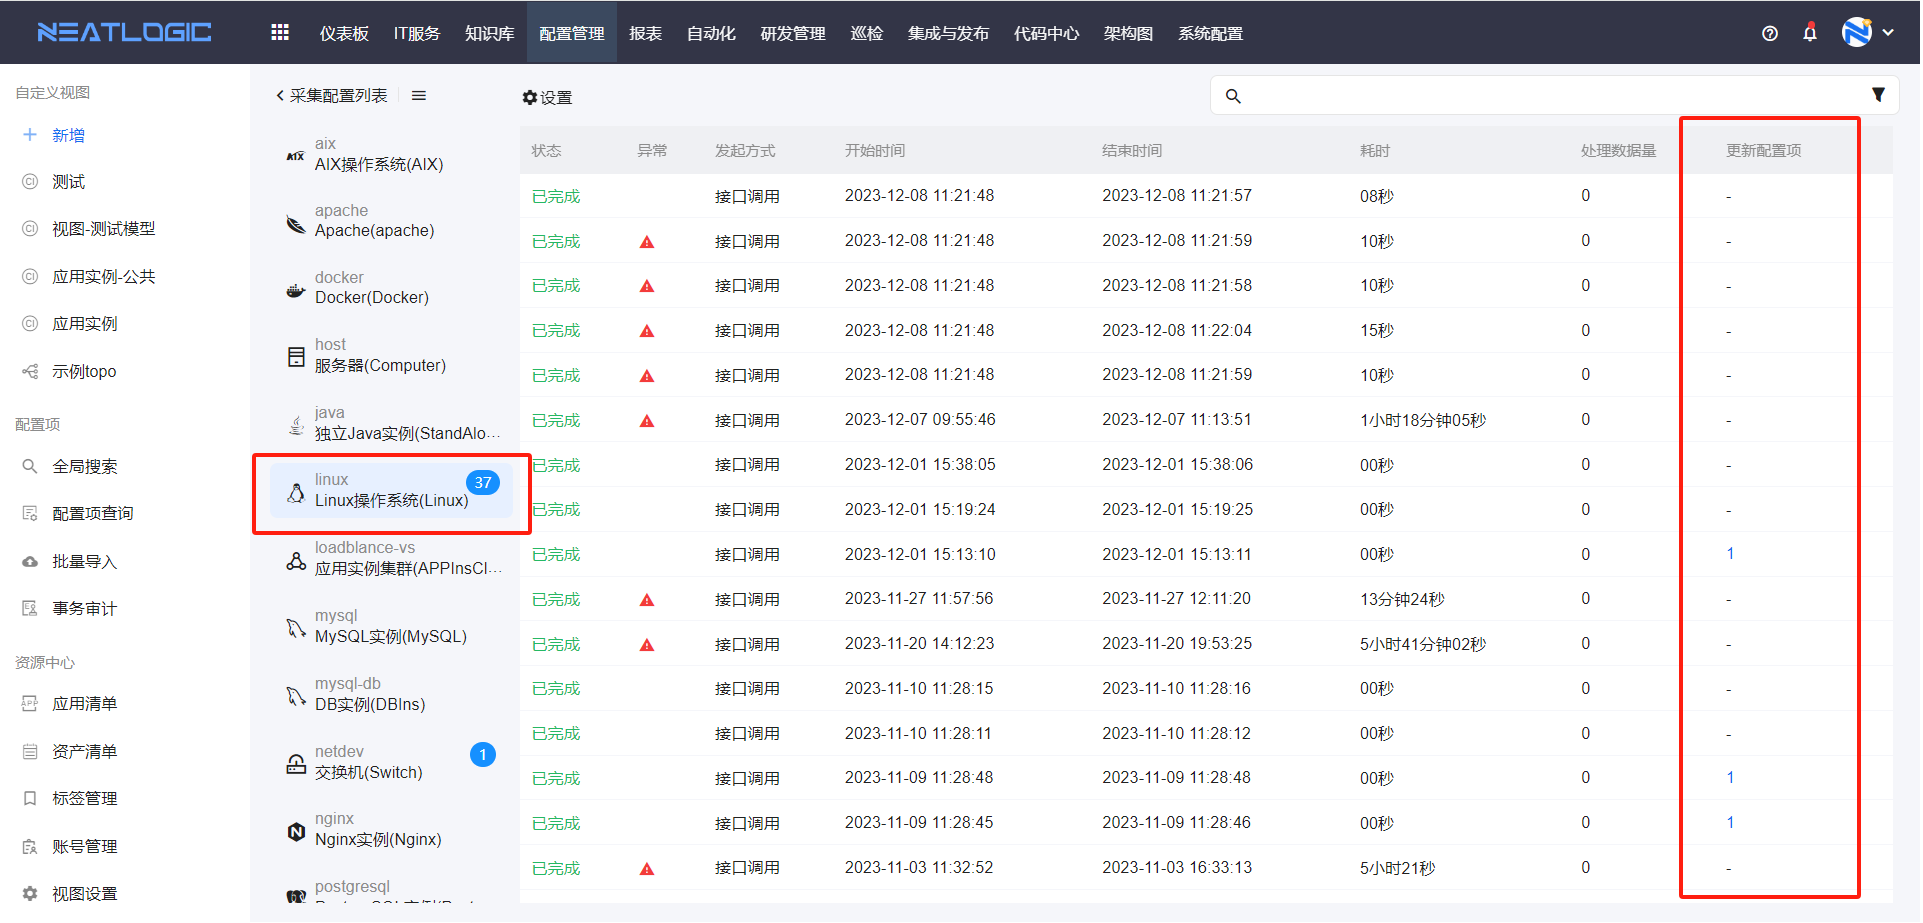 NEATLOGIC
仪表板 IT服务 知识库 配置管理 报表 自动化 研发管理 巡检 集成与发布 代码中心 架构图 系统配置
自定义视图
新增
测试
视图-测试模型
应用实例-公共
应用实例
示例topo
配置项
全局搜索
配置项查询
批量导入
事务审计
资源中心
应用清单
资产清单
标签管理
账号管理
视图设置
采集配置列表
aix
AIX操作系统(AIX)
apache
Apache(apache)
docker
Docker(Docker)
host
服务器(Computer)
java
独立Java实例(StandAlo...
linux
Linux操作系统(Linux)
37
loadblance-vs
应用实例集群(APPInsCl...
mysql
MySQL实例(MySQL)
mysql-db
DB实例(DBIns)
netdev
交换机(Switch)
1
nginx
Nginx实例(Nginx)
postgresql
设置
状态 异常 发起方式 开始时间 结束时间 耗时 处理数据量 更新配置项
已完成 接口调用 2023-12-08 11:21:48 2023-12-08 11:21:57 08秒 0 -
已完成 接口调用 2023-12-08 11:21:48 2023-12-08 11:21:59 10秒 0 -
已完成 接口调用 2023-12-08 11:21:48 2023-12-08 11:21:58 10秒 0 -
已完成 接口调用 2023-12-08 11:21:48 2023-12-08 11:22:04 15秒 0 -
已完成 接口调用 2023-12-08 11:21:48 2023-12-08 11:21:59 10秒 0 -
已完成 接口调用 2023-12-07 09:55:46 2023-12-07 11:13:51 1小时18分钟05秒 0 -
已完成 接口调用 2023-12-01 15:38:05 2023-12-01 15:38:06 00秒 0 -
已完成 接口调用 2023-12-01 15:19:24 2023-12-01 15:19:25 00秒 0 -
已完成 接口调用 2023-12-01 15:13:10 2023-12-01 15:13:11 00秒 0 1
已完成 接口调用 2023-11-27 11:57:56 2023-11-27 12:11:20 13分钟24秒 0 -
已完成 接口调用 2023-11-20 14:12:23 2023-11-20 19:53:25 5小时41分钟02秒 0 -
已完成 接口调用 2023-11-10 11:28:15 2023-11-10 11:28:16 00秒 0 -
已完成 接口调用 2023-11-10 11:28:11 2023-11-10 11:28:12 00秒 0 -
已完成 接口调用 2023-11-09 11:28:48 2023-11-09 11:28:48 00秒 0 1
已完成 接口调用 2023-11-09 11:28:45 2023-11-09 11:28:46 00秒 0 1
已完成 接口调用 2023-11-03 11:32:52 2023-11-03 16:33:13 5小时21秒 0 -